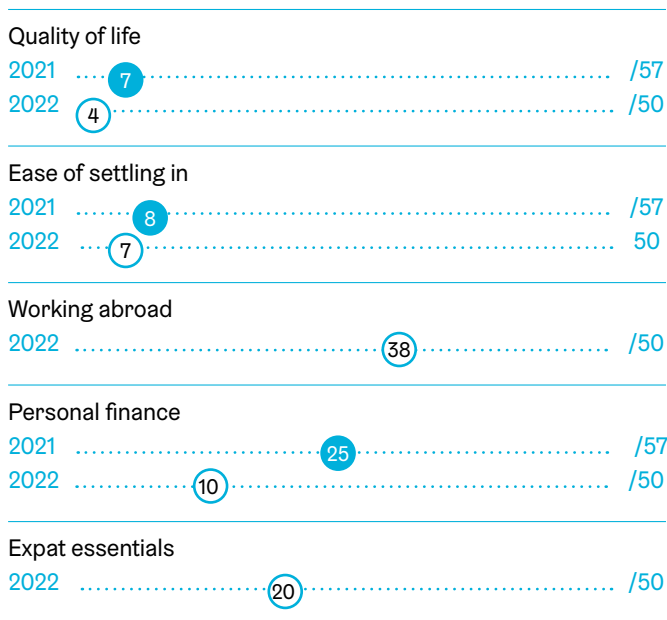 Quality of life
2021 7 /57
2022 4 /50
Ease of settling in
2021 8 /57
2022 7 50
Working abroad
2022 38 /50
Personal finance
2021 25 /57
2022 10 /50
Expat essentials
2022 20 /50